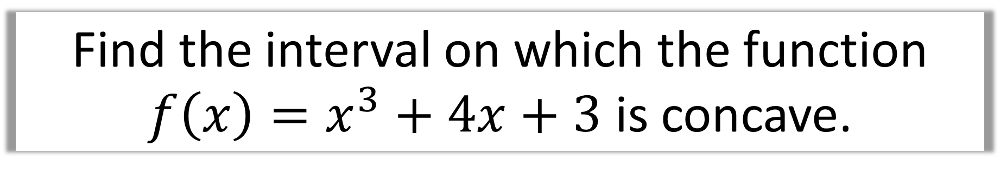 Find the interval on which the function
𝑓(𝑥) = 𝑥³ + 4𝑥 + 3 is concave.